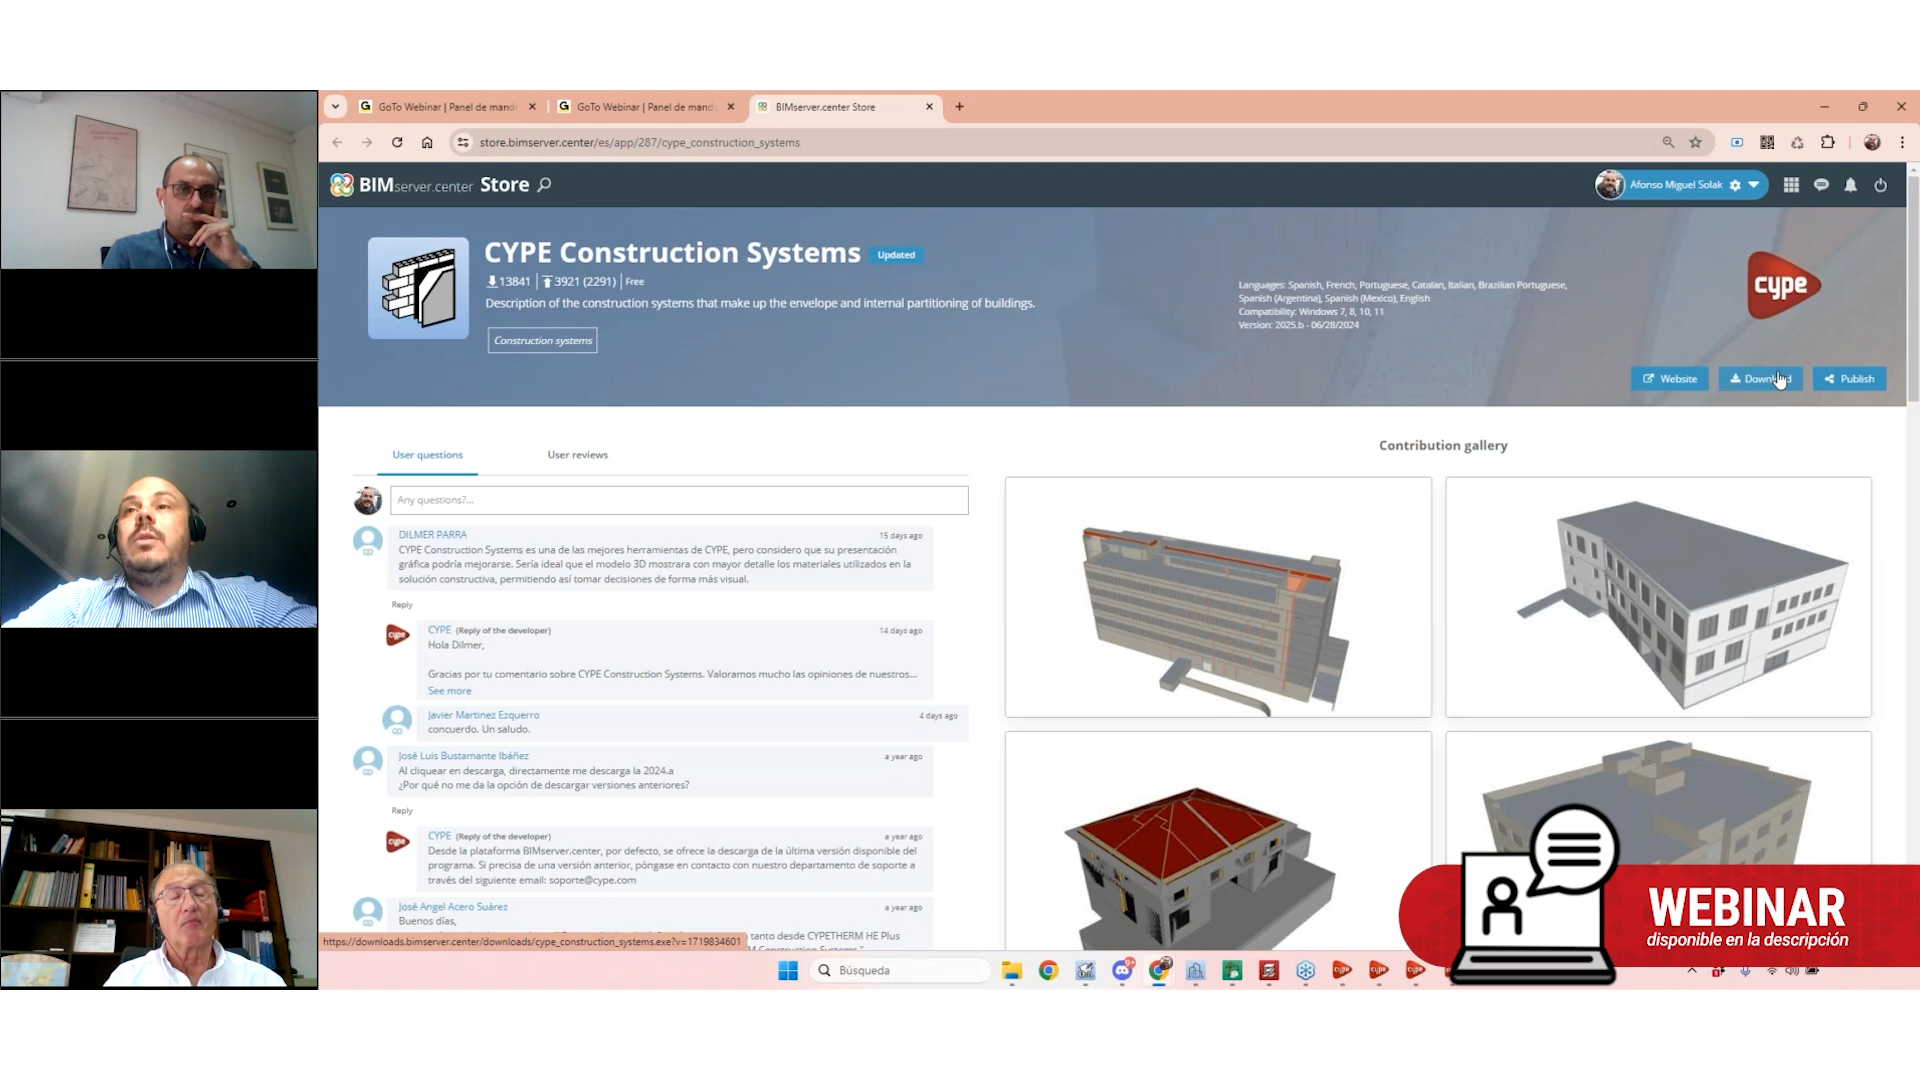 GoTo Webinar | Panel de mand
GoTo Webinar | Panel de mand
BIMserver.center Store
store.bimserver.center/es/app/287/cype_construction_systems
BIMserver.center Store
Afonso Miguel Solak
CYPE Construction Systems
Updated
13841 | 3921 (2291) | Free
Description of the construction systems that make up the envelope and internal partitioning of buildings.
Construction systems
Languages: Spanish, French, Portuguese, Catalan, Italian, Brazilian Portuguese,
Spanish (Argentina), Spanish (Mexico), English
Compatibility: Windows 7, 8, 10, 11
Version: 2025.b - 06/28/2024
cype
Website
Download
Publish
User questions
User reviews
Contribution gallery
Any questions?...
DILMER PARRA
15 days ago
CYPE Construction Systems es una de las mejores herramientas de CYPE, pero considero que su presentación
gráfica podría mejorarse. Sería ideal que el modelo 3D mostrara con mayor detalle los materiales utilizados en la
solución constructiva, permitiendo así tomar decisiones de forma más visual.
Reply
cype
CYPE (Reply of the developer)
14 days ago
Hola Dilmer,
Gracias por tu comentario sobre CYPE Construction Systems. Valoramos mucho las opiniones de nuestros...
See more
Javier Martinez Ezquerro
4 days ago
concuerdo. Un saludo.
José Luis Bustamante Ibáñez
a year ago
Al cliquear en descarga, directamente me descarga la 2024.a
¿Por qué no me da la opción de descargar versiones anteriores?
Reply
cype
CYPE (Reply of the developer)
a year ago
Desde la plataforma BIMserver.center, por defecto, se ofrece la descarga de la última versión disponible del
programa. Si precisa de una versión anterior, póngase en contacto con nuestro departamento de soporte a
través del siguiente email: soporte@cype.com
José Angel Acero Suárez
a year ago
Buenos días,
tanto desde CYPETHERM HE Plus
https://downloads.bimserver.center/downloads/cype_construction_systems.exe?v=1719834601
M Construction Systems."
Búsqueda
WEBINAR
disponible en la descripción